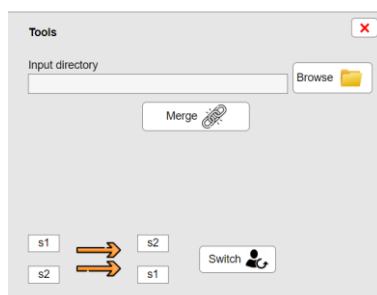 Tools
Input directory
Browse
Merge
s1 s2
Switch
s2 s1